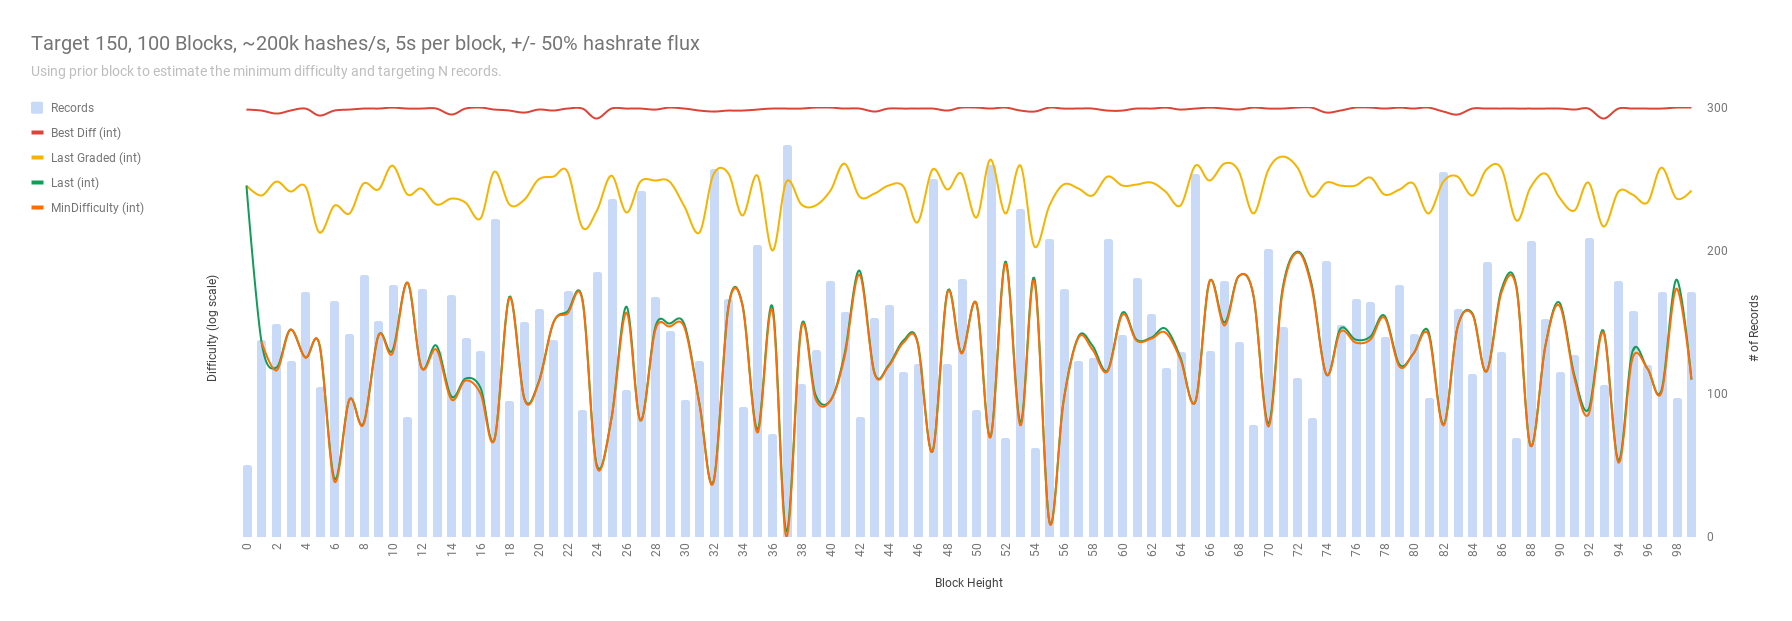 Target 150, 100 Blocks, ~200k hashes/s, 5s per block, +/- 50% hashrate flux
Using prior block to estimate the minimum difficulty and targeting N records.
Records
Best Diff (int)
Last Graded (int)
Last (int)
MinDifficulty (int)
Difficulty (log scale)
300
200
100
0
# of Records
0 2 4 6 8 10 12 14 16 18 20 22 24 26 28 30 32 34 36 38 40 42 44 46 48 50 52 54 56 58 60 62 64 66 68 70 72 74 76 78 80 82 84 86 88 90 92 94 96 98
Block Height